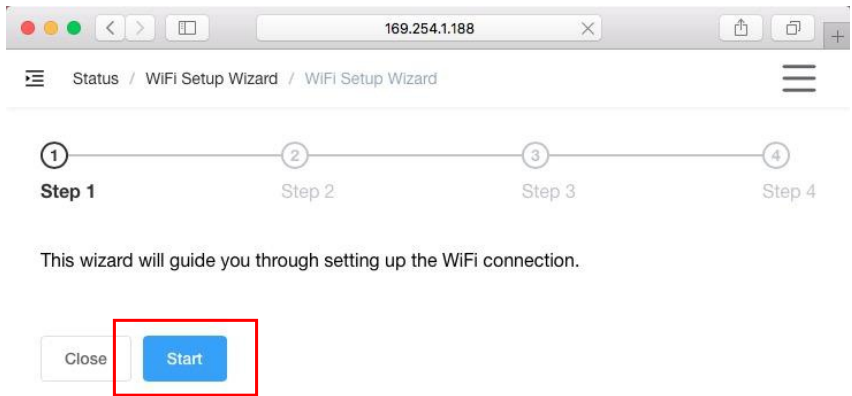 169.254.1.188
Status / WiFi Setup Wizard / WiFi Setup Wizard
1 2 3 4
Step 1 Step 2 Step 3 Step 4
This wizard will guide you through setting up the WiFi connection.
Close Start